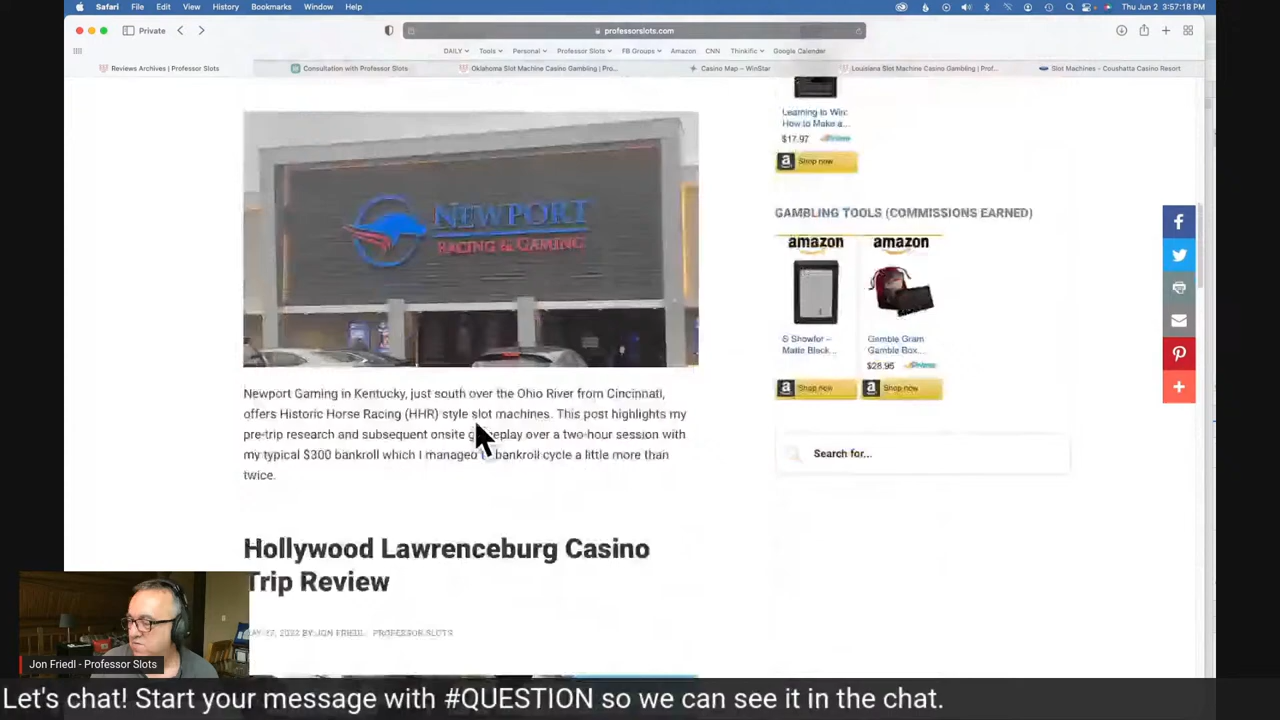 Safari File Edit View History Bookmarks Window Help
Thu Jun 2 3:57:18 PM
Private
professorslots.com
DAILY Tools Personal Professor Slots FB Groups Amazon CNN Thinkific Google Calendar
Reviews Archives | Professor Slots
Consultation with Professor Slots
Oklahoma Slot Machine Casino Gambling | Pro...
Casino Map – WinStar
Louisiana Slot Machine Casino Gambling | Prof...
Slot Machines – Coushatta Casino Resort
NEWPORT
RACING & GAMING
Newport Gaming in Kentucky, just south over the Ohio River from Cincinnati,
offers Historic Horse Racing (HHR) style slot machines. This post highlights my
pre-trip research and subsequent onsite over a two-hour session with
my typical $300 bankroll which I managed bankroll cycle a little more than
twice.
Hollywood Lawrenceburg Casino
Trip Review
BY JON FRIEDL - PROFESSOR SLOTS
Learning to Win:
How to Make a...
$17.97 prime
Shop now
GAMBLING TOOLS (COMMISSIONS EARNED)
amazon
Matte Black...
Shop now
amazon
Gamble Gram
Gamble Box...
$28.95 prime
Shop now
Search for...
Jon Friedl - Professor Slots
Let's chat! Start your message with #QUESTION so we can see it in the chat.